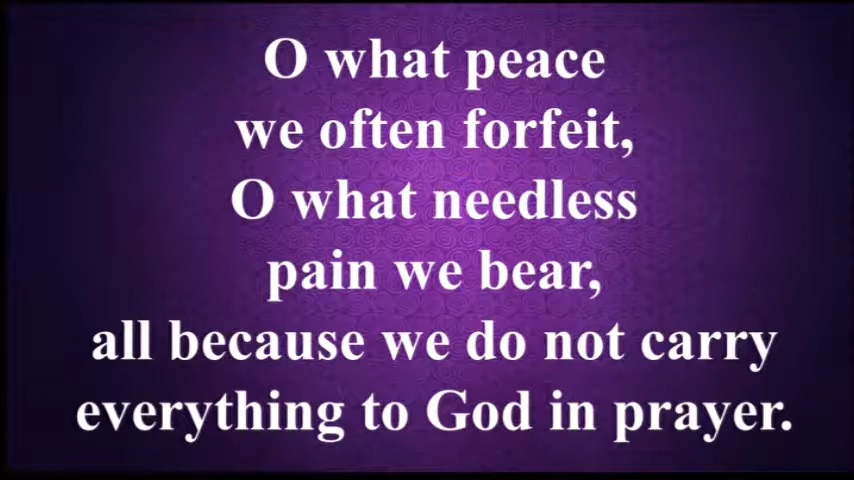 O what peace
we often forfeit,
O what needless
pain we bear,
all because we do not carry
everything to God in prayer.